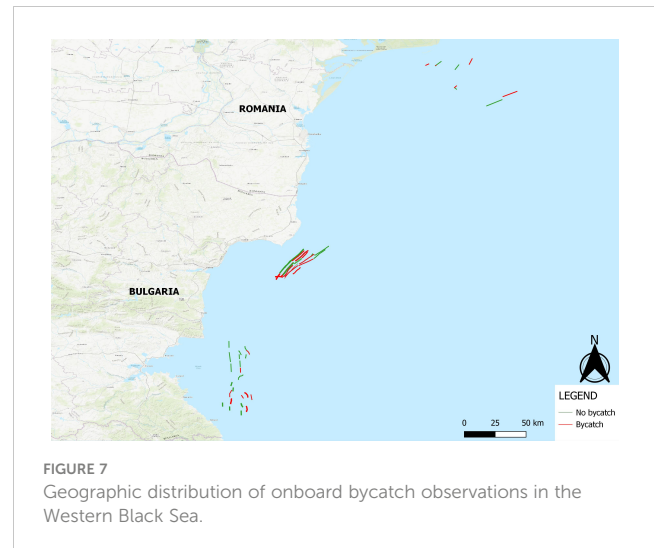 ROMANIA
BULGARIA
N
LEGEND
No bycatch
Bycatch
0 25 50 km
FIGURE 7
Geographic distribution of onboard bycatch observations in the
Western Black Sea.